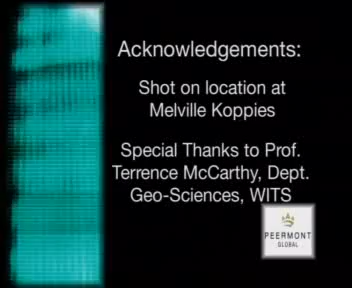 Acknowledgements:
Shot on location at
Melville Koppies
Special Thanks to Prof.
Terrence McCarthy, Dept.
Geo-Sciences, WITS
PEERMONT
GLOBAL